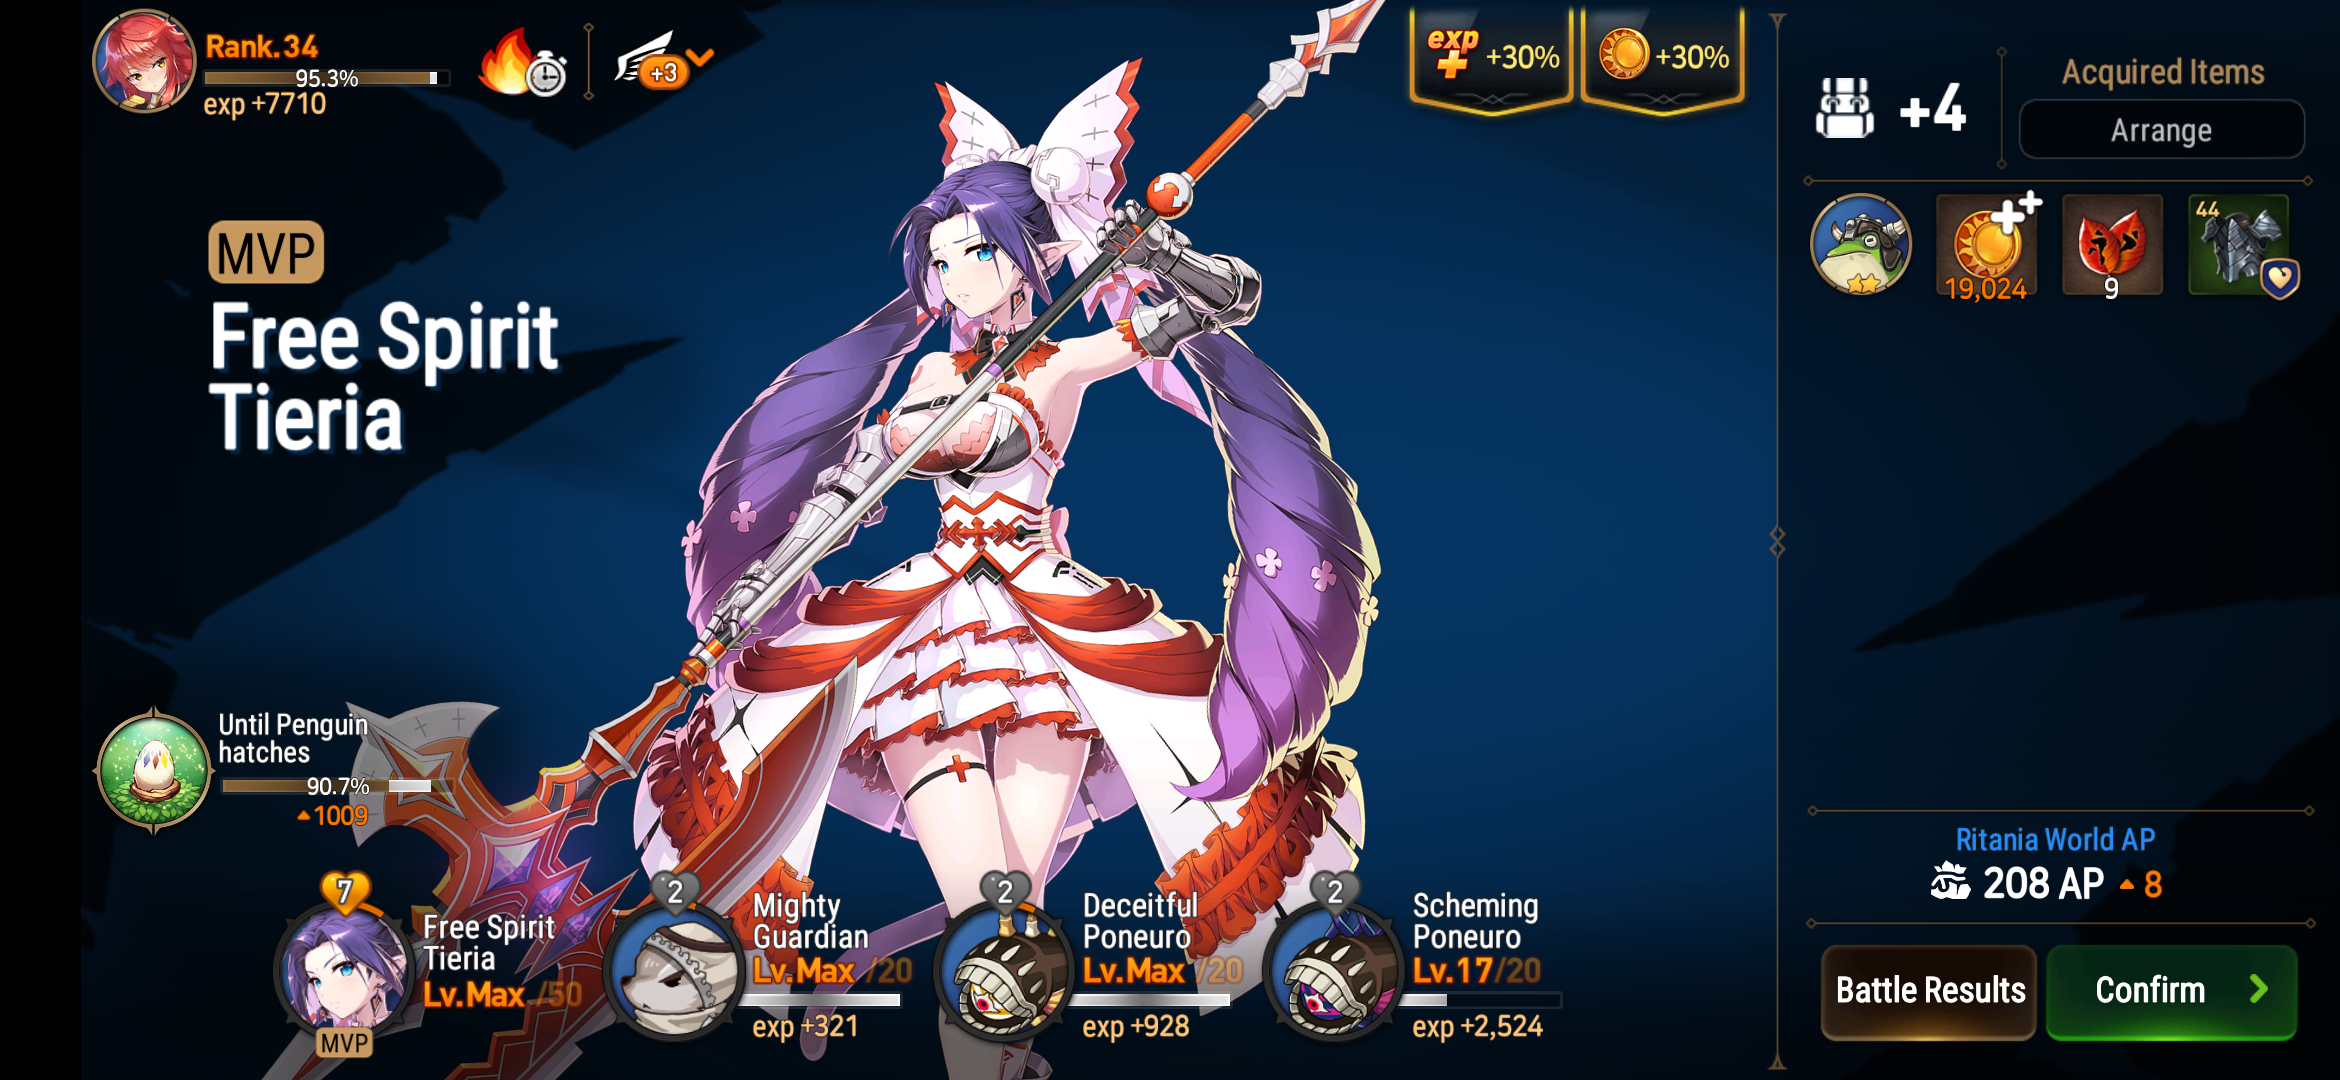 Rank.34
95.3%
exp +7710
+3
exp +30%
+30%
+4
Acquired Items
Arrange
MVP
Free Spirit
Tieria
19,024
9
44
Until Penguin
hatches
90.7%
1009
Ritania World AP
208 AP 8
7
Free Spirit
Tieria
Lv.Max /50
MVP
2
Mighty
Guardian
Lv.Max /20
exp +321
2
Deceitful
Poneuro
Lv.Max /20
exp +928
2
Scheming
Poneuro
Lv.17/20
exp +2,524
Battle Results
Confirm